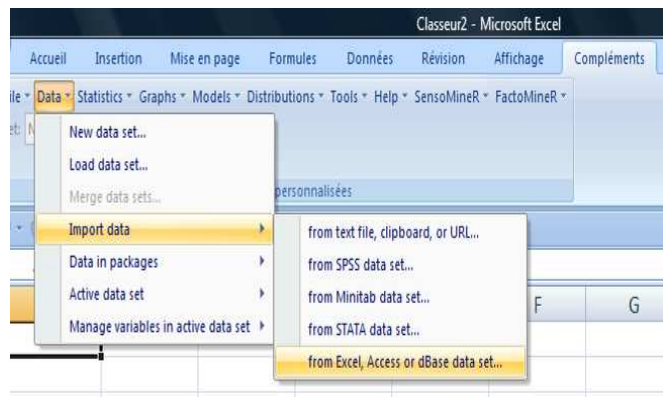 Classeur2 - Microsoft Excel
Accueil Insertion Mise en page Formules Données Révision Affichage Compléments
Data Statistics Graphs Models Distributions Tools Help SensoMineR FactoMineR
New data set...
Load data set...
Merge data sets...
personnalisées
Import data
from text file, clipboard, or URL...
Data in packages
from SPSS data set...
Active data set
from Minitab data set...
F G
Manage variables in active data set
from STATA data set...
from Excel, Access or dBase data set...